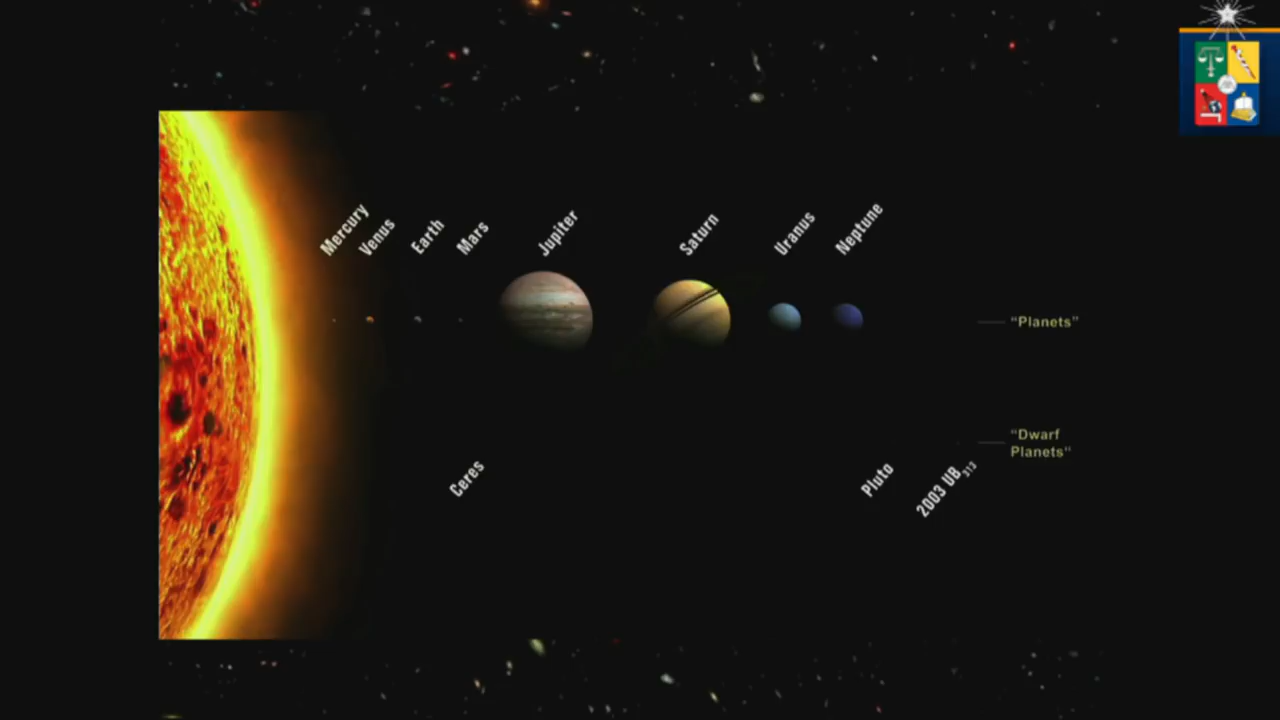 Mercury
Venus
Earth
Mars
Jupiter
Saturn
Uranus
Neptune
“Planets”
“Dwarf
Planets“
Ceres
Pluto
2003 UB313